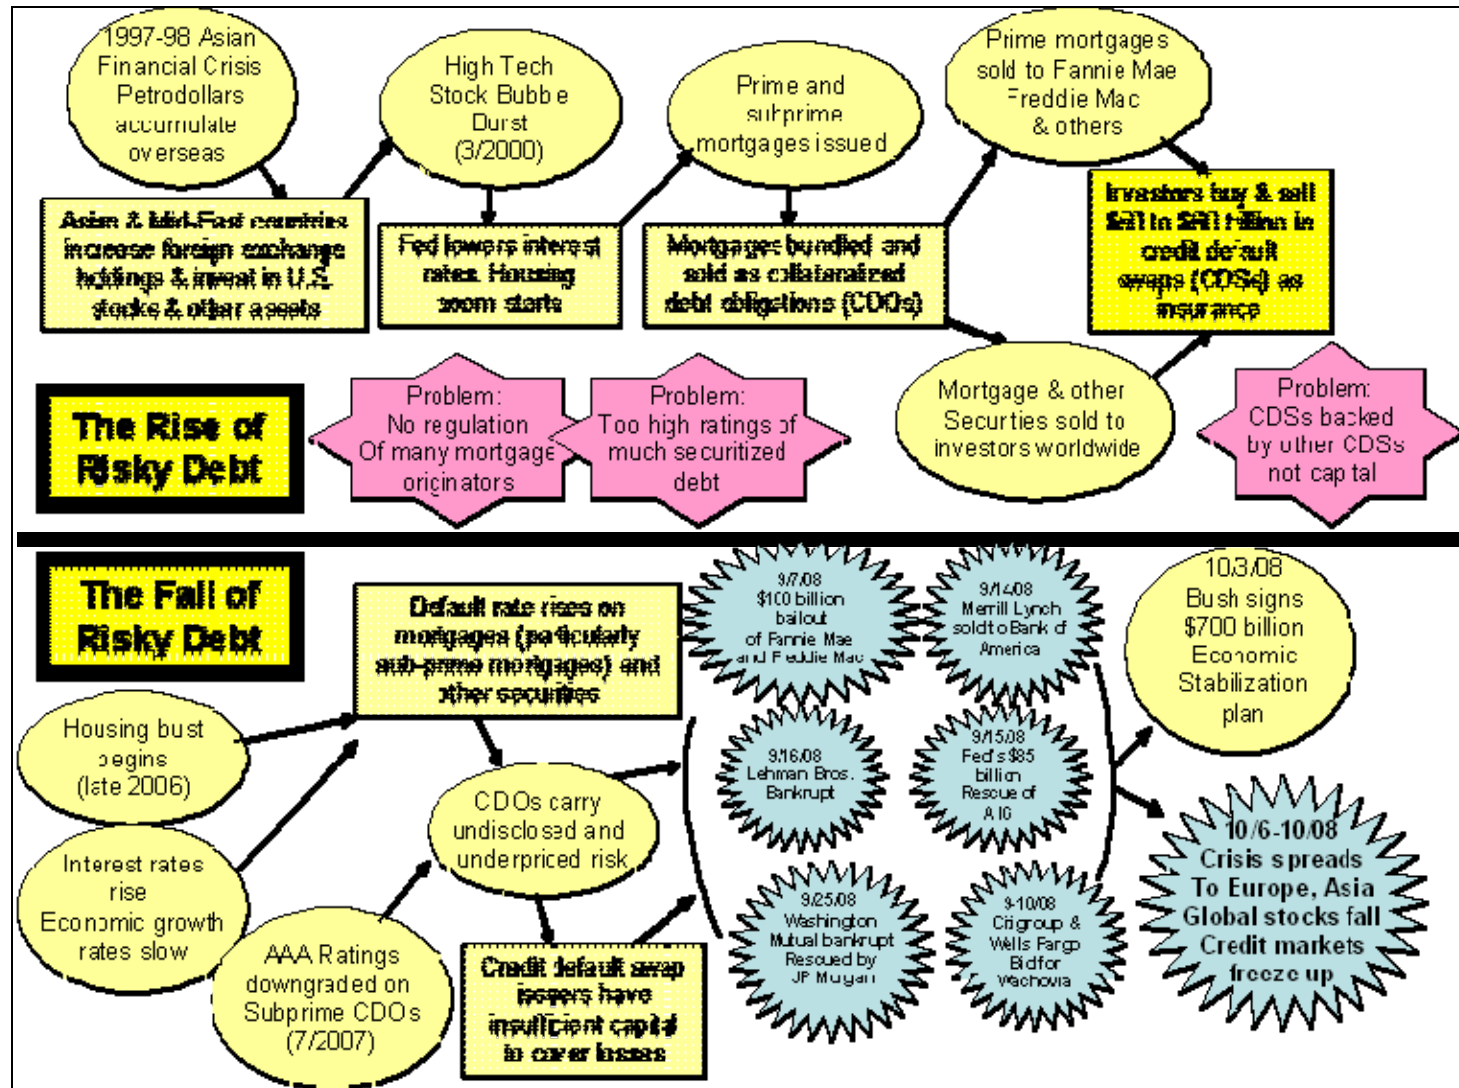 1997-98 Asian
Financial Crisis
Petrodollars
accumulate
overseas
High Tech
Stock Bubble
Burst
(3/2000)
Prime and
subprime
mortgages issued
Prime mortgages
sold to Fannie Mae
Freddie Mac
& others
Asian & Mid-East countries
increase foreign exchange
holdings & invest in U.S.
stocks & other assets
Fed lowers interest
rates. Housing
boom starts
Mortgages bundled and
sold as collateralized
debt obligations (CDOs)
Investors buy & sell
to trillion in
credit default
swaps (CDSs) as
insurance
Mortgage & other
Securties sold to
investors worldwide
The Rise of
Risky Debt
Problem:
No regulation
Of many mortgage
originators
Problem:
Too high ratings of
much securitized
debt
Problem:
CDSs backed
by other CDSs
not capital
The Fall of
Risky Debt
Default rate rises on
mortgages (particularly
sub-prime mortgages) and
other securities
Housing bust
begins
(late 2006)
Interest rates
rise
Economic growth
rates slow
AAA Ratings
downgraded on
Subprime CDOs
(7/2007)
CDOs carry
undisclosed and
underpriced risk
Credit default swap
issuers have
insufficient capital
to cover losses
9/7/08
$100 billion
bailout
of Fannie Mae
and Freddie Mac
9/14/08
Merrill Lynch
sold to Bank of
America
9/16/08
Lehman Bros.
Bankrupt
9/15/08
Fed's $85
billion
Rescue of
AIG
9/25/08
Washington
Mutual bankrupt
Rescued by
JP Morgan
9-10/08
Citigroup &
Wells Fargo
Bid for
Wachovia
10/3/08
Bush signs
$700 billion
Economic
Stabilization
plan
10/6-10/08
Crisis spreads
To Europe, Asia
Global stocks fall
Credit markets
freeze up